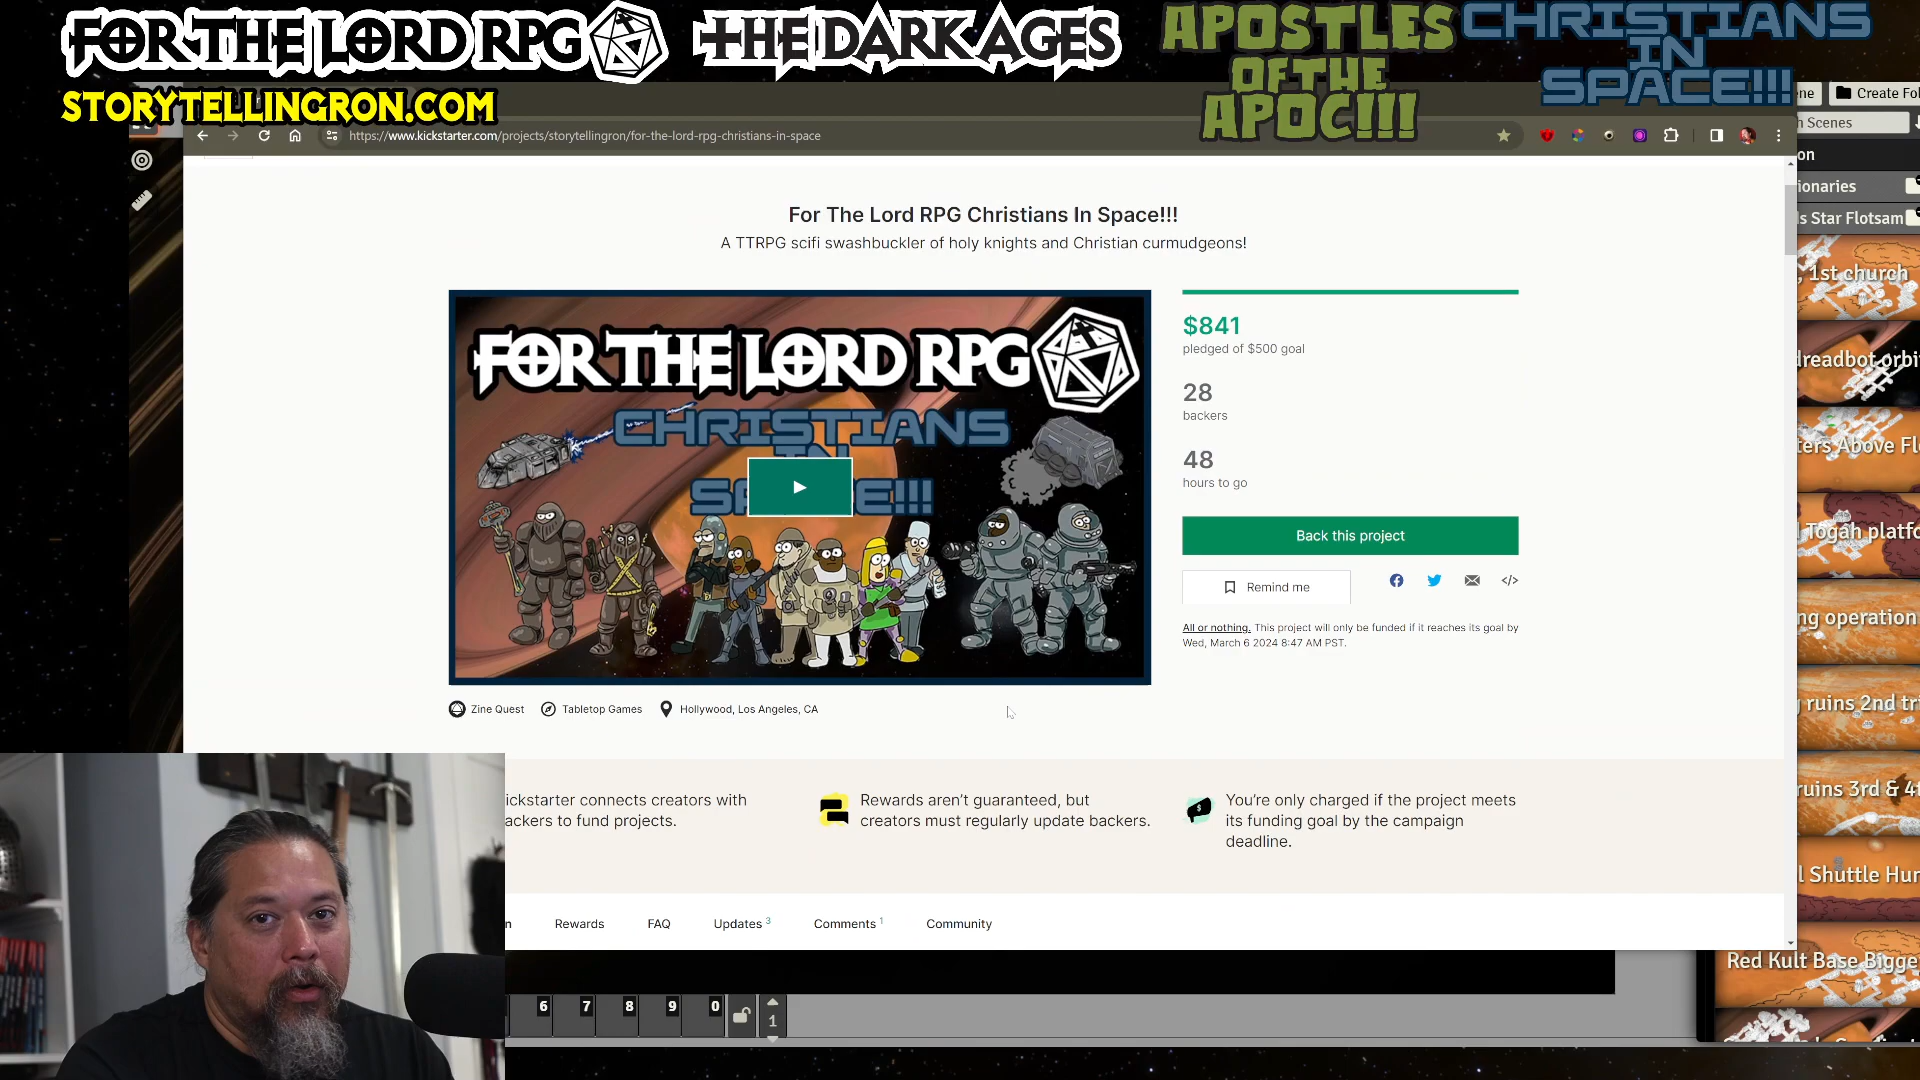 FOR THE LORD RPG
THE DARK AGES
APOSTLES
OF THE
APOC!!!
CHRISTIANS
IN
SPACE!!!
STORYTELLINGRON.COM
Create Fol
Scenes
https://www.kickstarter.com/projects/storytellingron/for-the-lord-rpg-christians-in-space
ionaries
Is Star Flotsam
For The Lord RPG Christians In Space!!!
A TTRPG scifi swashbuckler of holy knights and Christian curmudgeons!
, 1st church
FOR THE LORD RPG
CHRISTIANS
IN
SPACE!!!
$841
pledged of $500 goal
28
backers
48
hours to go
Back this project
Remind me
All or nothing. This project will only be funded if it reaches its goal by
Wed, March 6 2024 8:47 AM PST.
dreadbot orbi
ters Above Fl
Togah platfo
ng operation
ruins 2nd tri
ruins 3rd & 4t
l Shuttle Hun
Red Kult Base Bigge
Zine Quest
Tabletop Games
Hollywood, Los Angeles, CA
ickstarter connects creators with
ackers to fund projects.
Rewards aren't guaranteed, but
creators must regularly update backers.
You're only charged if the project meets
its funding goal by the campaign
deadline.
n
Rewards
FAQ
Updates 3
Comments 1
Community
6
7
8
9
0
1